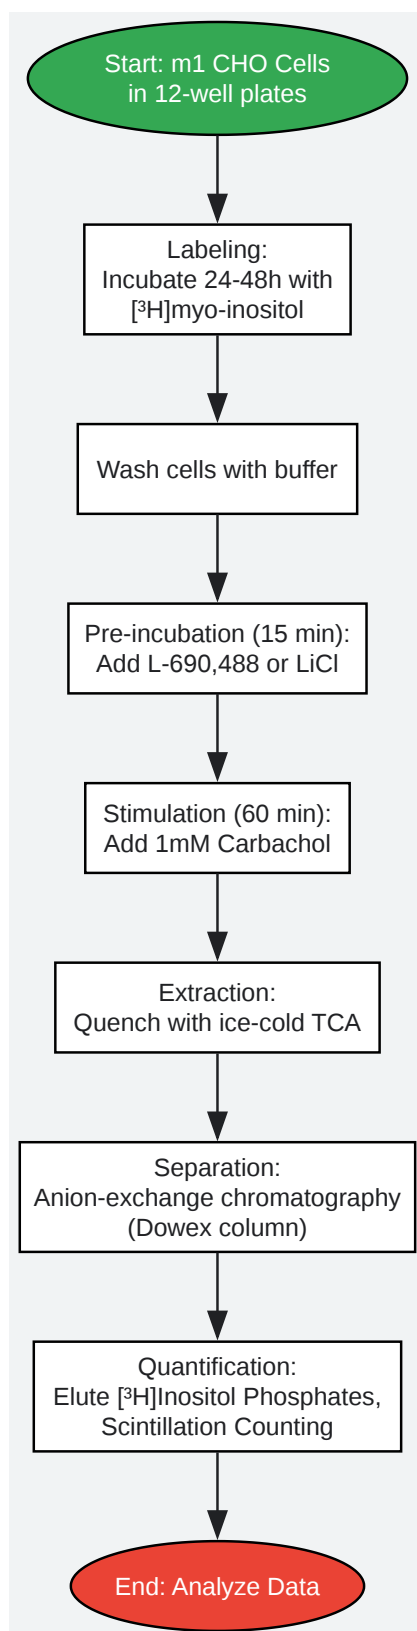 Start: m1 CHO Cells
in 12-well plates
Labeling:
Incubate 24-48h with
[³H]myo-inositol
Wash cells with buffer
Pre-incubation (15 min):
Add L-690,488 or LiCl
Stimulation (60 min):
Add 1mM Carbachol
Extraction:
Quench with ice-cold TCA
Separation:
Anion-exchange chromatography
(Dowex column)
Quantification:
Elute [³H]Inositol Phosphates,
Scintillation Counting
End: Analyze Data